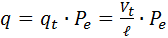 q = q_t · P_e = V_t/ℓ · P_e